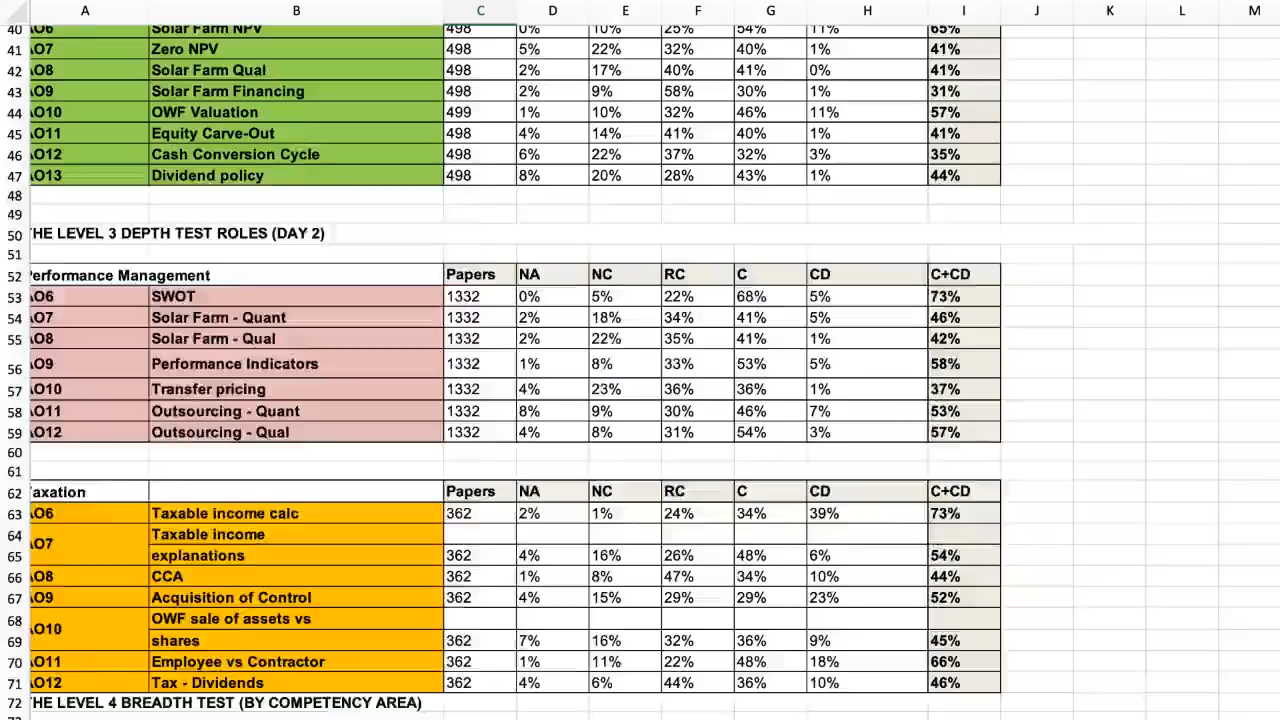 A B C D E F G H I J K L M
40 AO6 Solar Farm NPV 498 0% 10% 25% 54% 11% 65%
41 AO7 Zero NPV 498 5% 22% 32% 40% 1% 41%
42 AO8 Solar Farm Qual 498 2% 17% 40% 41% 0% 41%
43 AO9 Solar Farm Financing 498 2% 9% 58% 30% 1% 31%
44 AO10 OWF Valuation 499 1% 10% 32% 46% 11% 57%
45 AO11 Equity Carve-Out 498 4% 14% 41% 40% 1% 41%
46 AO12 Cash Conversion Cycle 498 6% 22% 37% 32% 3% 35%
47 AO13 Dividend policy 498 8% 20% 28% 43% 1% 44%
48
49
50 THE LEVEL 3 DEPTH TEST ROLES (DAY 2)
51
52 Performance Management Papers NA NC RC C CD C+CD
53 AO6 SWOT 1332 0% 5% 22% 68% 5% 73%
54 AO7 Solar Farm - Quant 1332 2% 18% 34% 41% 5% 46%
55 AO8 Solar Farm - Qual 1332 2% 22% 35% 41% 1% 42%
56 AO9 Performance Indicators 1332 1% 8% 33% 53% 5% 58%
57 AO10 Transfer pricing 1332 4% 23% 36% 36% 1% 37%
58 AO11 Outsourcing - Quant 1332 8% 9% 30% 46% 7% 53%
59 AO12 Outsourcing - Qual 1332 4% 8% 31% 54% 3% 57%
60
61
62 Taxation Papers NA NC RC C CD C+CD
63 AO6 Taxable income calc 362 2% 1% 24% 34% 39% 73%
64 AO7 Taxable income
65 explanations 362 4% 16% 26% 48% 6% 54%
66 AO8 CCA 362 1% 8% 47% 34% 10% 44%
67 AO9 Acquisition of Control 362 4% 15% 29% 29% 23% 52%
68 AO10 OWF sale of assets vs
69 shares 362 7% 16% 32% 36% 9% 45%
70 AO11 Employee vs Contractor 362 1% 11% 22% 48% 18% 66%
71 AO12 Tax - Dividends 362 4% 6% 44% 36% 10% 46%
72 THE LEVEL 4 BREADTH TEST (BY COMPETENCY AREA)